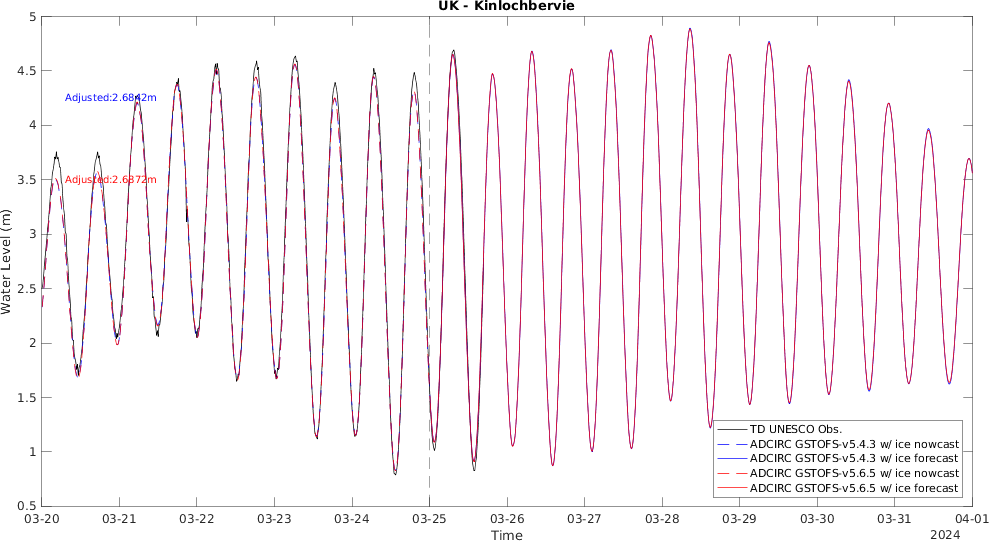 UK - Kinlochbervie
Water Level (m)
5
4.5
4
3.5
3
2.5
2
1.5
1
0.5
Adjusted:2.6842m
Adjusted:2.6372m
TD UNESCO Obs.
ADCIRC GSTOFS-v5.4.3 w/ ice nowcast
ADCIRC GSTOFS-v5.4.3 w/ ice forecast
ADCIRC GSTOFS-v5.6.5 w/ ice nowcast
ADCIRC GSTOFS-v5.6.5 w/ ice forecast
03-20 03-21 03-22 03-23 03-24 03-25 03-26 03-27 03-28 03-29 03-30 03-31 04-01
Time
2024